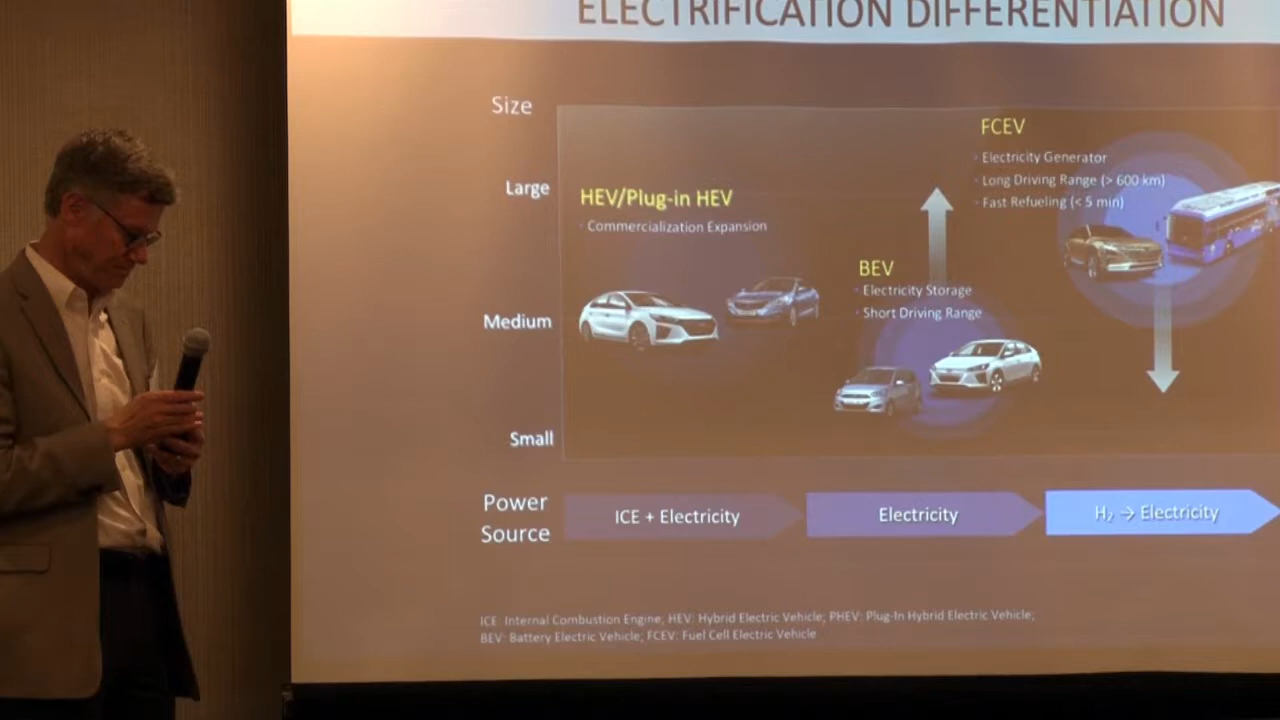 ELECTRIFICATION DIFFERENTIATION
Size
Large
Medium
Small
HEV/Plug-in HEV
· Commercialization Expansion
BEV
· Electricity Storage
· Short Driving Range
FCEV
· Electricity Generator
· Long Driving Range (> 600 km)
· Fast Refueling (< 5 min)
Power
Source
ICE + Electricity
Electricity
H₂ → Electricity
ICE: Internal Combustion Engine; HEV: Hybrid Electric Vehicle; PHEV: Plug-In Hybrid Electric Vehicle;
BEV: Battery Electric Vehicle; FCEV: Fuel Cell Electric Vehicle